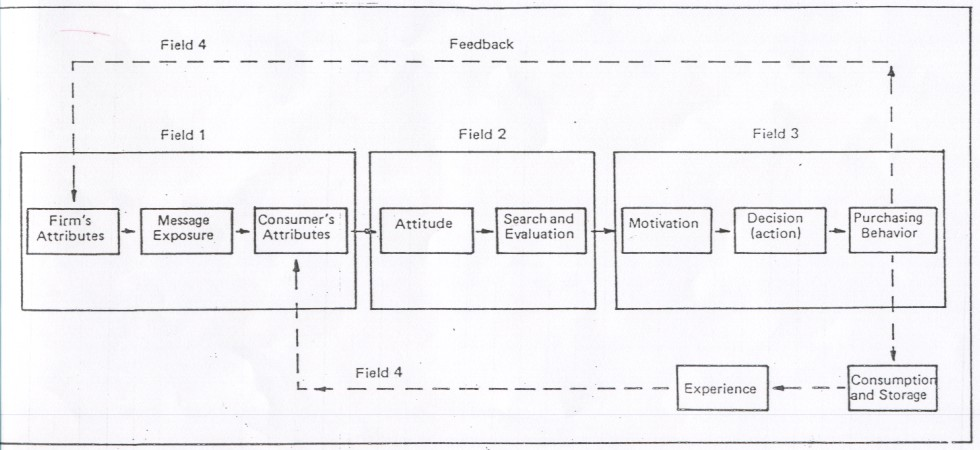 Field 4
Feedback
Field 1
Field 2
Field 3
Firm's
Attributes
Message
Exposure
Consumer's
Attributes
Attitude
Search and
Evaluation
Motivation
Decision
(action)
Purchasing
Behavior
Field 4
Experience
Consumption
and Storage